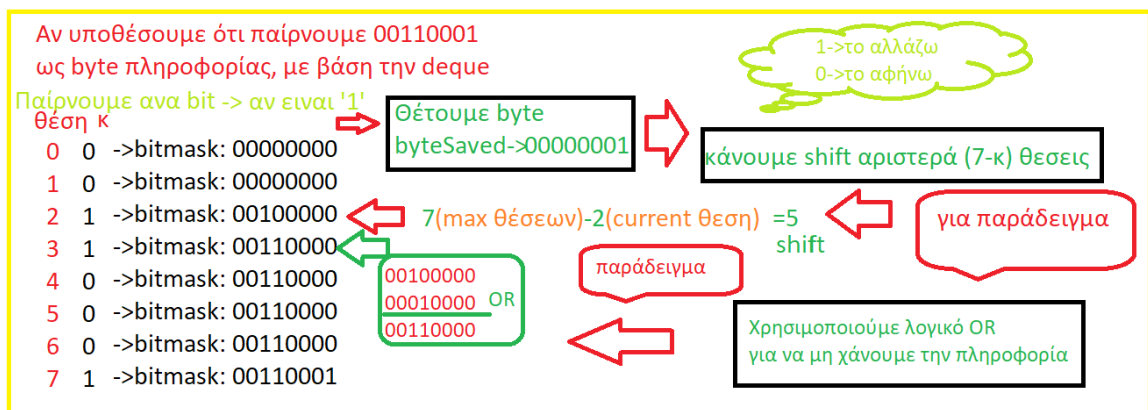 Αν υποθέσουμε ότι παίρνουμε 00110001
ως byte πληροφορίας, με βάση την deque
Παίρνουμε ανα bit -> αν ειναι '1'
θέση κ
0 0 ->bitmask: 00000000
1 0 ->bitmask: 00000000
2 1 ->bitmask: 00100000
3 1 ->bitmask: 00110000
4 0 ->bitmask: 00110000
5 0 ->bitmask: 00110000
6 0 ->bitmask: 00110000
7 1 ->bitmask: 00110001
Θέτουμε byte
byteSaved->00000001
1->το αλλάζω
0->το αφήνω
κάνουμε shift αριστερά (7-κ) θεσεις
για παράδειγμα
7(max θέσεων)-2(current θεση) =5
shift
παράδειγμα
00100000
00010000 OR
00110000
Χρησιμοποιούμε λογικό OR
για να μη χάνουμε την πληροφορία